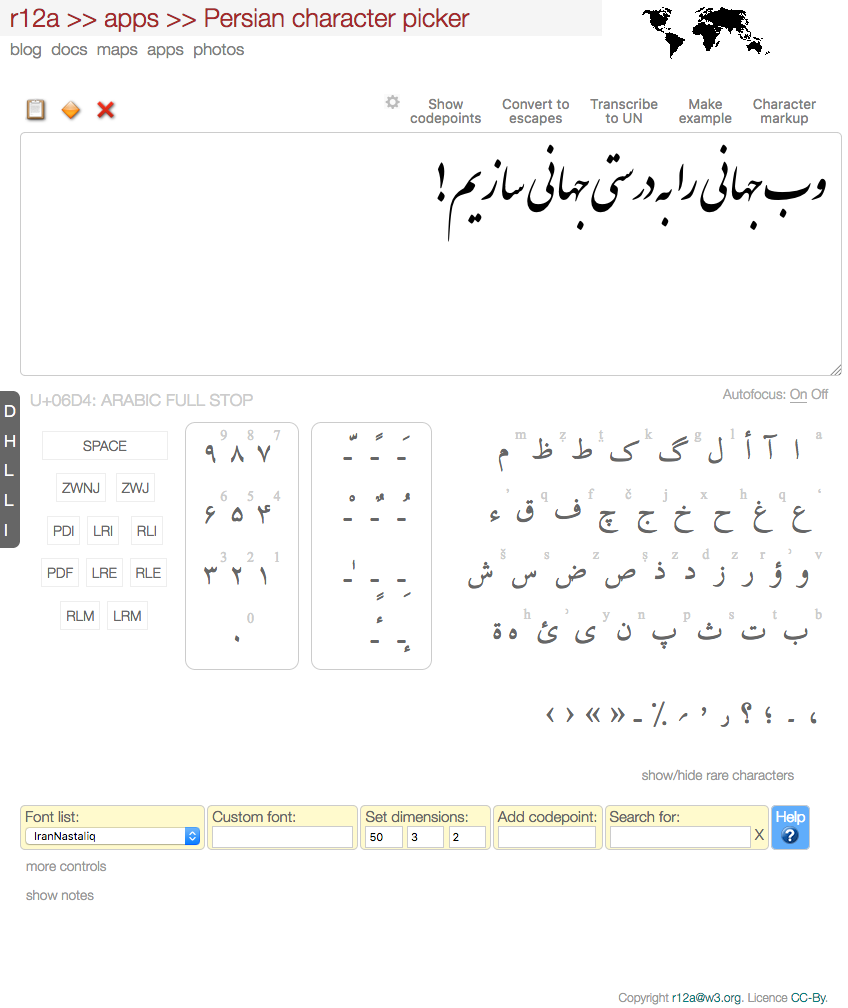 r12a >> apps >> Persian character picker
blog docs maps apps photos
Show codepoints
Convert to escapes
Transcribe to UN
Make example
Character markup
وب جهانی را به درستی جهانی سازیم!
U+06D4: ARABIC FULL STOP
Autofocus: On Off
D
H
L
L
I
SPACE
ZWNJ ZWJ
PDI LRI RLI
PDF LRE RLE
RLM LRM
۹ 9 ۸ 8 ۷ 7
۶ 6 ۵ 5 ۴ 4
۳ 3 ۲ 2 ۱ 1
۰ 0
ا a آ أ ل l گ g ک k ط ṭ ظ ẓ م m
ع ‘ غ q ح h خ x ج j چ č ف f ق q ء ’
و v ؤ ʾ ر r ز z د d ذ z ص ş ض z س s ش š
ب b ت t ث s پ p ن n ی y ئ ʾ ه h ة
، ۔ ؛ ؟
٪ ـ » « › ‹
show/hide rare characters
Font list:
IranNastaliq
Custom font:
Set dimensions:
50 3 2
Add codepoint:
Search for:
X
Help
?
more controls
show notes
Copyright r12a@w3.org. Licence CC-By.